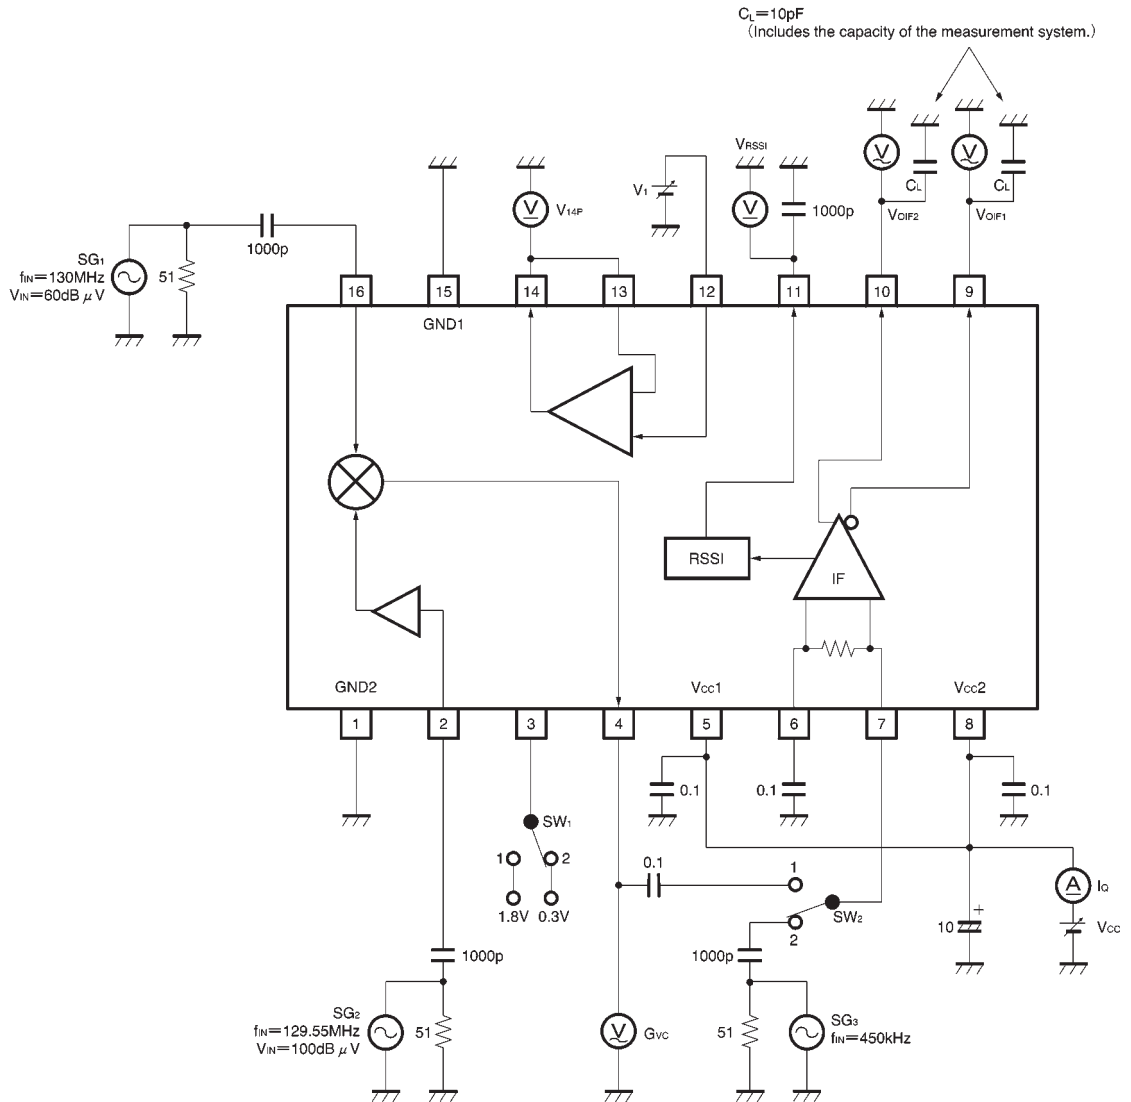 CL=10pF
(Includes the capacity of the measurement system.)
VRSSI
V
V
CL
CL
V1
V
V14P
V
1000p
VOIF2
VOIF1
1000p
SG1
fIN=130MHz
VIN=60dBμV
51
16
15
14
13
12
11
10
9
GND1
RSSI
IF
GND2
VCC1
VCC2
1
2
3
4
5
6
7
8
0.1
0.1
0.1
SW1
1
2
1.8V
0.3V
0.1
1
SW2
2
A
IQ
+
10
VCC
1000p
1000p
SG2
fIN=129.55MHz
VIN=100dBμV
51
V
GVC
51
SG3
fIN=450kHz